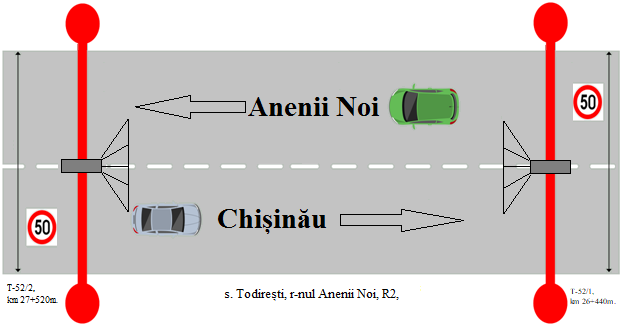 50
Anenii Noi
Chișinău
50
T-52/2,
km 27+520m.
s. Todirești, r-nul Anenii Noi, R2,
T-52/1,
km 26+440m.